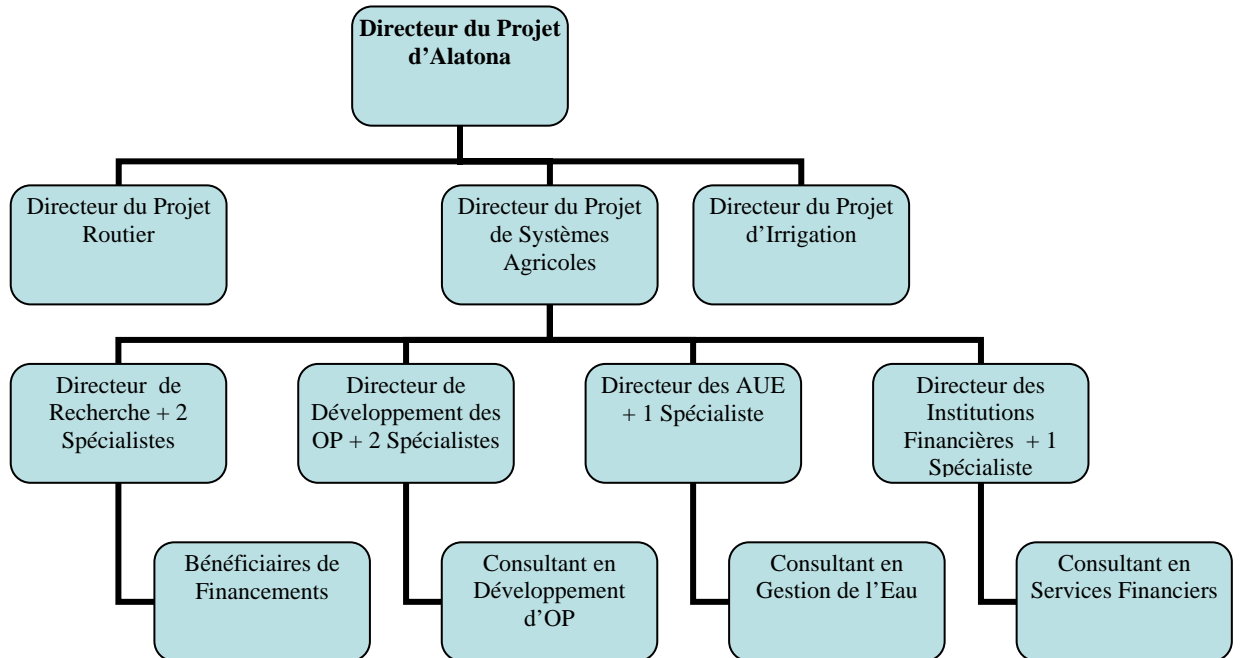 Directeur du Projet
d’Alatona
Directeur du Projet
Routier
Directeur du Projet
de Systèmes
Agricoles
Directeur du Projet
d’Irrigation
Directeur de
Recherche + 2
Spécialistes
Directeur de
Développement des
OP + 2 Spécialistes
Directeur des AUE
+ 1 Spécialiste
Directeur des
Institutions
Financières + 1
Spécialiste
Bénéficiaires de
Financements
Consultant en
Développement
d’OP
Consultant en
Gestion de l’Eau
Consultant en
Services Financiers